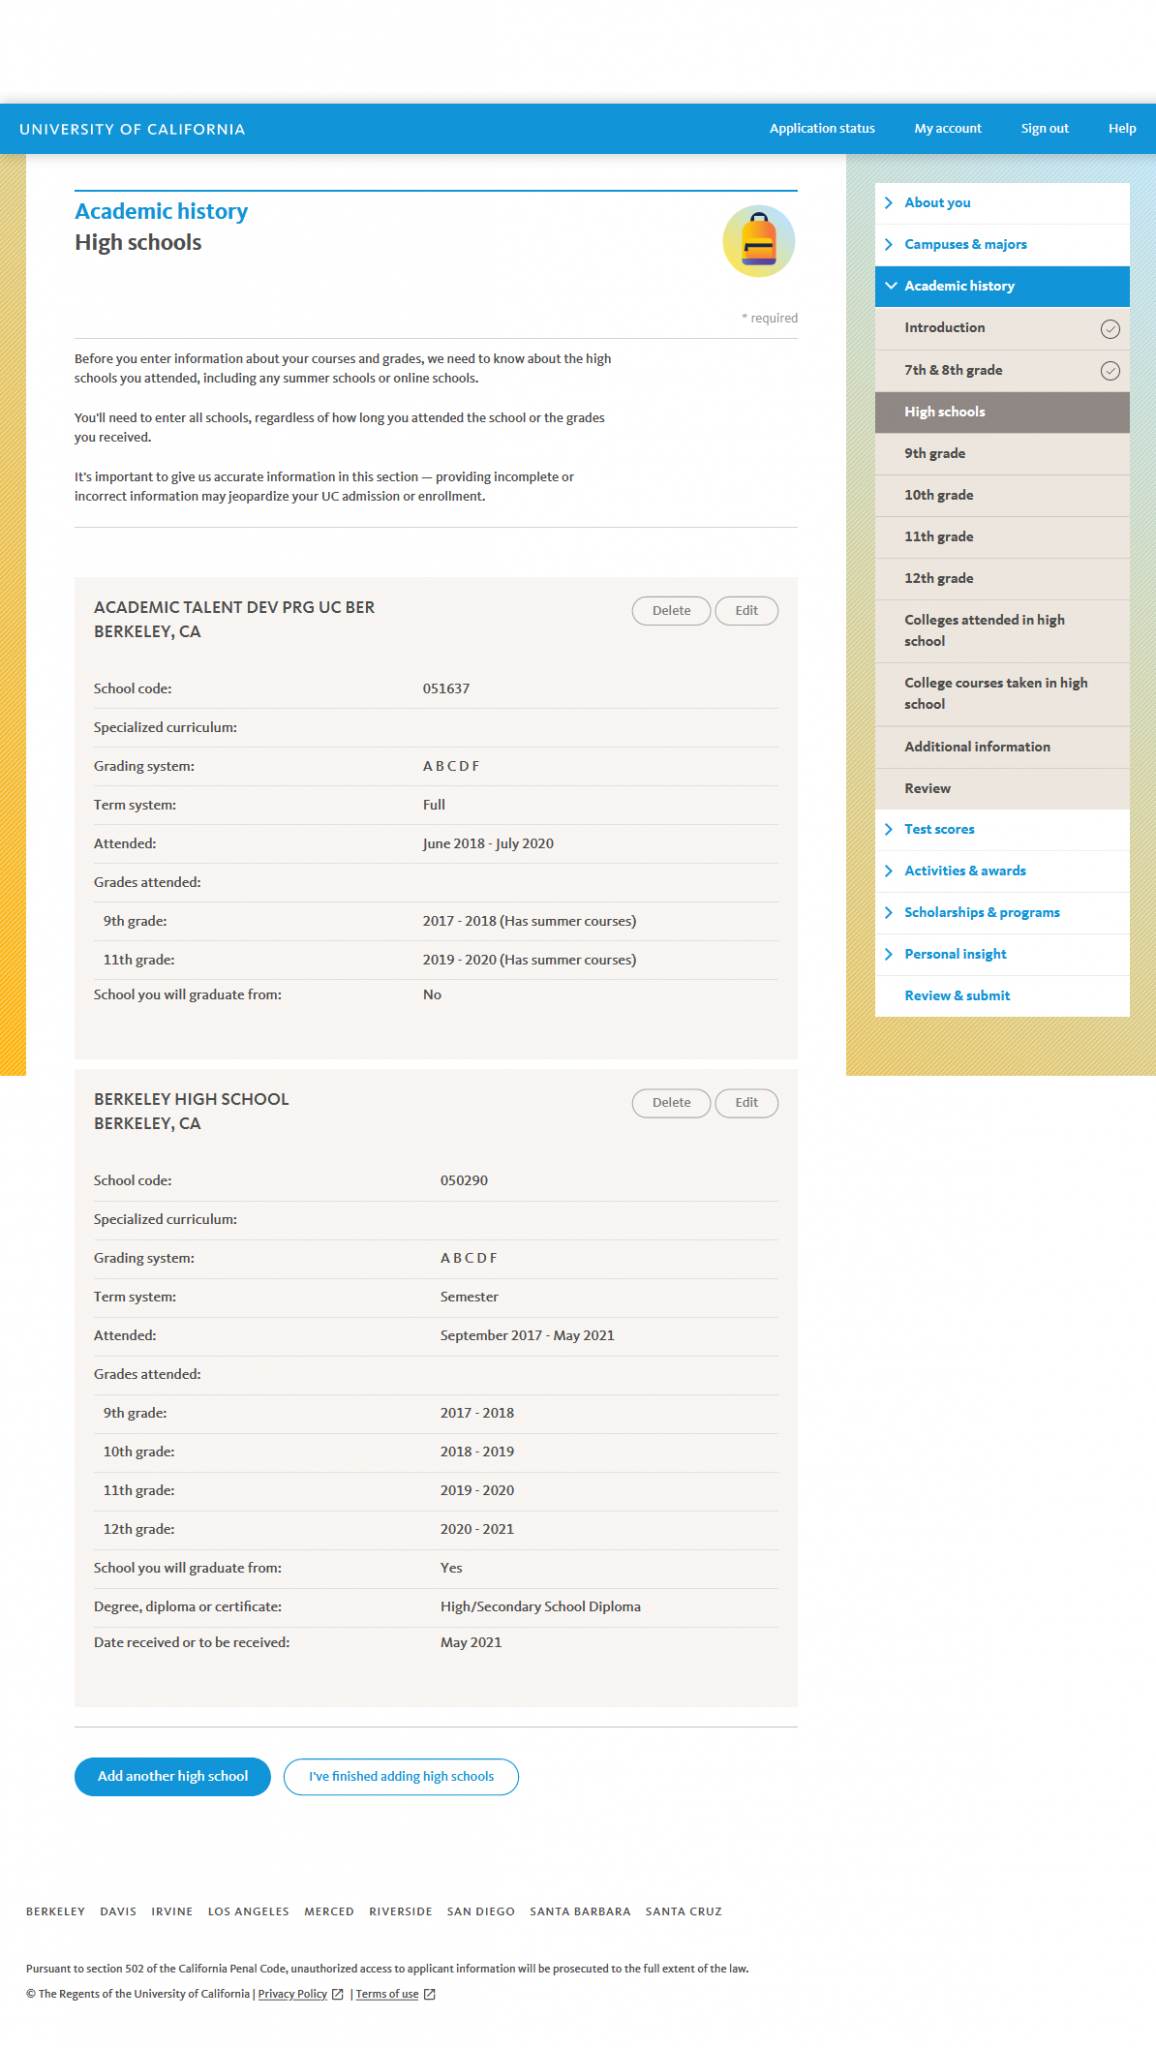 UNIVERSITY OF CALIFORNIA
Application status
My account
Sign out
Help
Academic history
High schools
* required
Before you enter information about your courses and grades, we need to know about the high
schools you attended, including any summer schools or online schools.
You'll need to enter all schools, regardless of how long you attended the school or the grades
you received.
It's important to give us accurate information in this section — providing incomplete or
incorrect information may jeopardize your UC admission or enrollment.
ACADEMIC TALENT DEV PRG UC BER
BERKELEY, CA
Delete
Edit
School code: 051637
Specialized curriculum:
Grading system: A B C D F
Term system: Full
Attended: June 2018 - July 2020
Grades attended:
9th grade: 2017 - 2018 (Has summer courses)
11th grade: 2019 - 2020 (Has summer courses)
School you will graduate from: No
BERKELEY HIGH SCHOOL
BERKELEY, CA
Delete
Edit
School code: 050290
Specialized curriculum:
Grading system: A B C D F
Term system: Semester
Attended: September 2017 - May 2021
Grades attended:
9th grade: 2017 - 2018
10th grade: 2018 - 2019
11th grade: 2019 - 2020
12th grade: 2020 - 2021
School you will graduate from: Yes
Degree, diploma or certificate: High/Secondary School Diploma
Date received or to be received: May 2021
Add another high school
I've finished adding high schools
About you
Campuses & majors
Academic history
Introduction
7th & 8th grade
High schools
9th grade
10th grade
11th grade
12th grade
Colleges attended in high
school
College courses taken in high
school
Additional information
Review
Test scores
Activities & awards
Scholarships & programs
Personal insight
Review & submit
BERKELEY DAVIS IRVINE LOS ANGELES MERCED RIVERSIDE SAN DIEGO SANTA BARBARA SANTA CRUZ
Pursuant to section 502 of the California Penal Code, unauthorized access to applicant information will be prosecuted to the full extent of the law.
© The Regents of the University of California | Privacy Policy | Terms of use